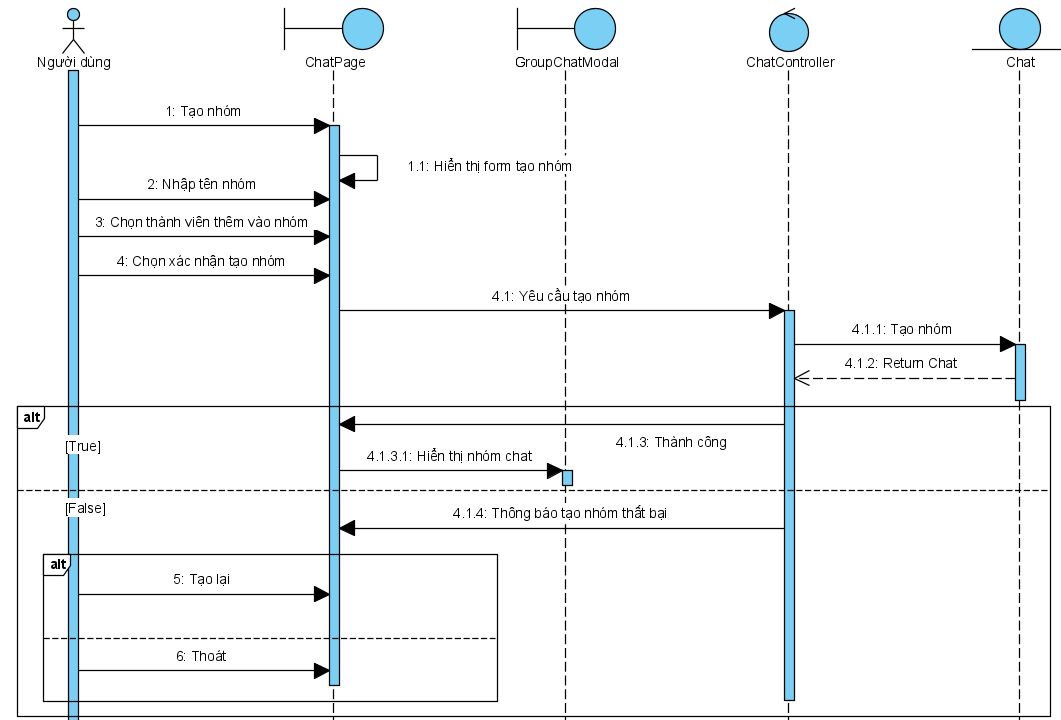 Người dùng
ChatPage
GroupChatModal
ChatController
Chat
1: Tạo nhóm
1.1: Hiển thị form tạo nhóm
2: Nhập tên nhóm
3: Chọn thành viên thêm vào nhóm
4: Chọn xác nhận tạo nhóm
4.1: Yêu cầu tạo nhóm
4.1.1: Tạo nhóm
4.1.2: Return Chat
alt
[True]
4.1.3: Thành công
4.1.3.1: Hiển thị nhóm chat
[False]
4.1.4: Thông báo tạo nhóm thất bại
alt
5: Tạo lại
6: Thoát